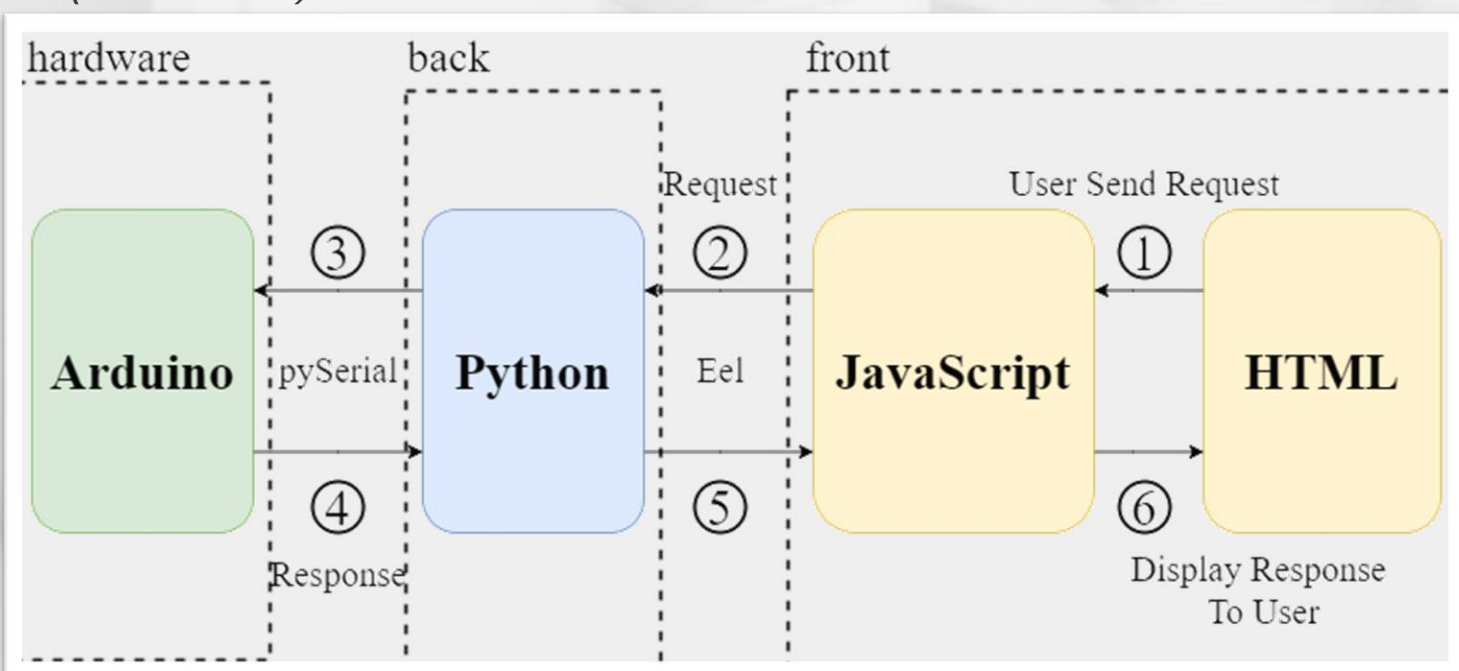 hardware
back
front
Request
User Send Request
③
②
①
Arduino
pySerial
Python
Eel
JavaScript
HTML
④
⑤
⑥
Response
Display Response
To User